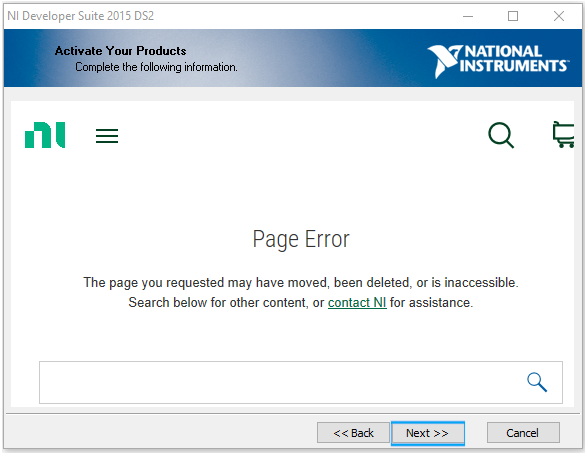 NI Developer Suite 2015 DS2
Activate Your Products
Complete the following information.
NATIONAL
INSTRUMENTS™
ni
Page Error
The page you requested may have moved, been deleted, or is inaccessible.
Search below for other content, or contact NI for assistance.
<< Back
Next >>
Cancel